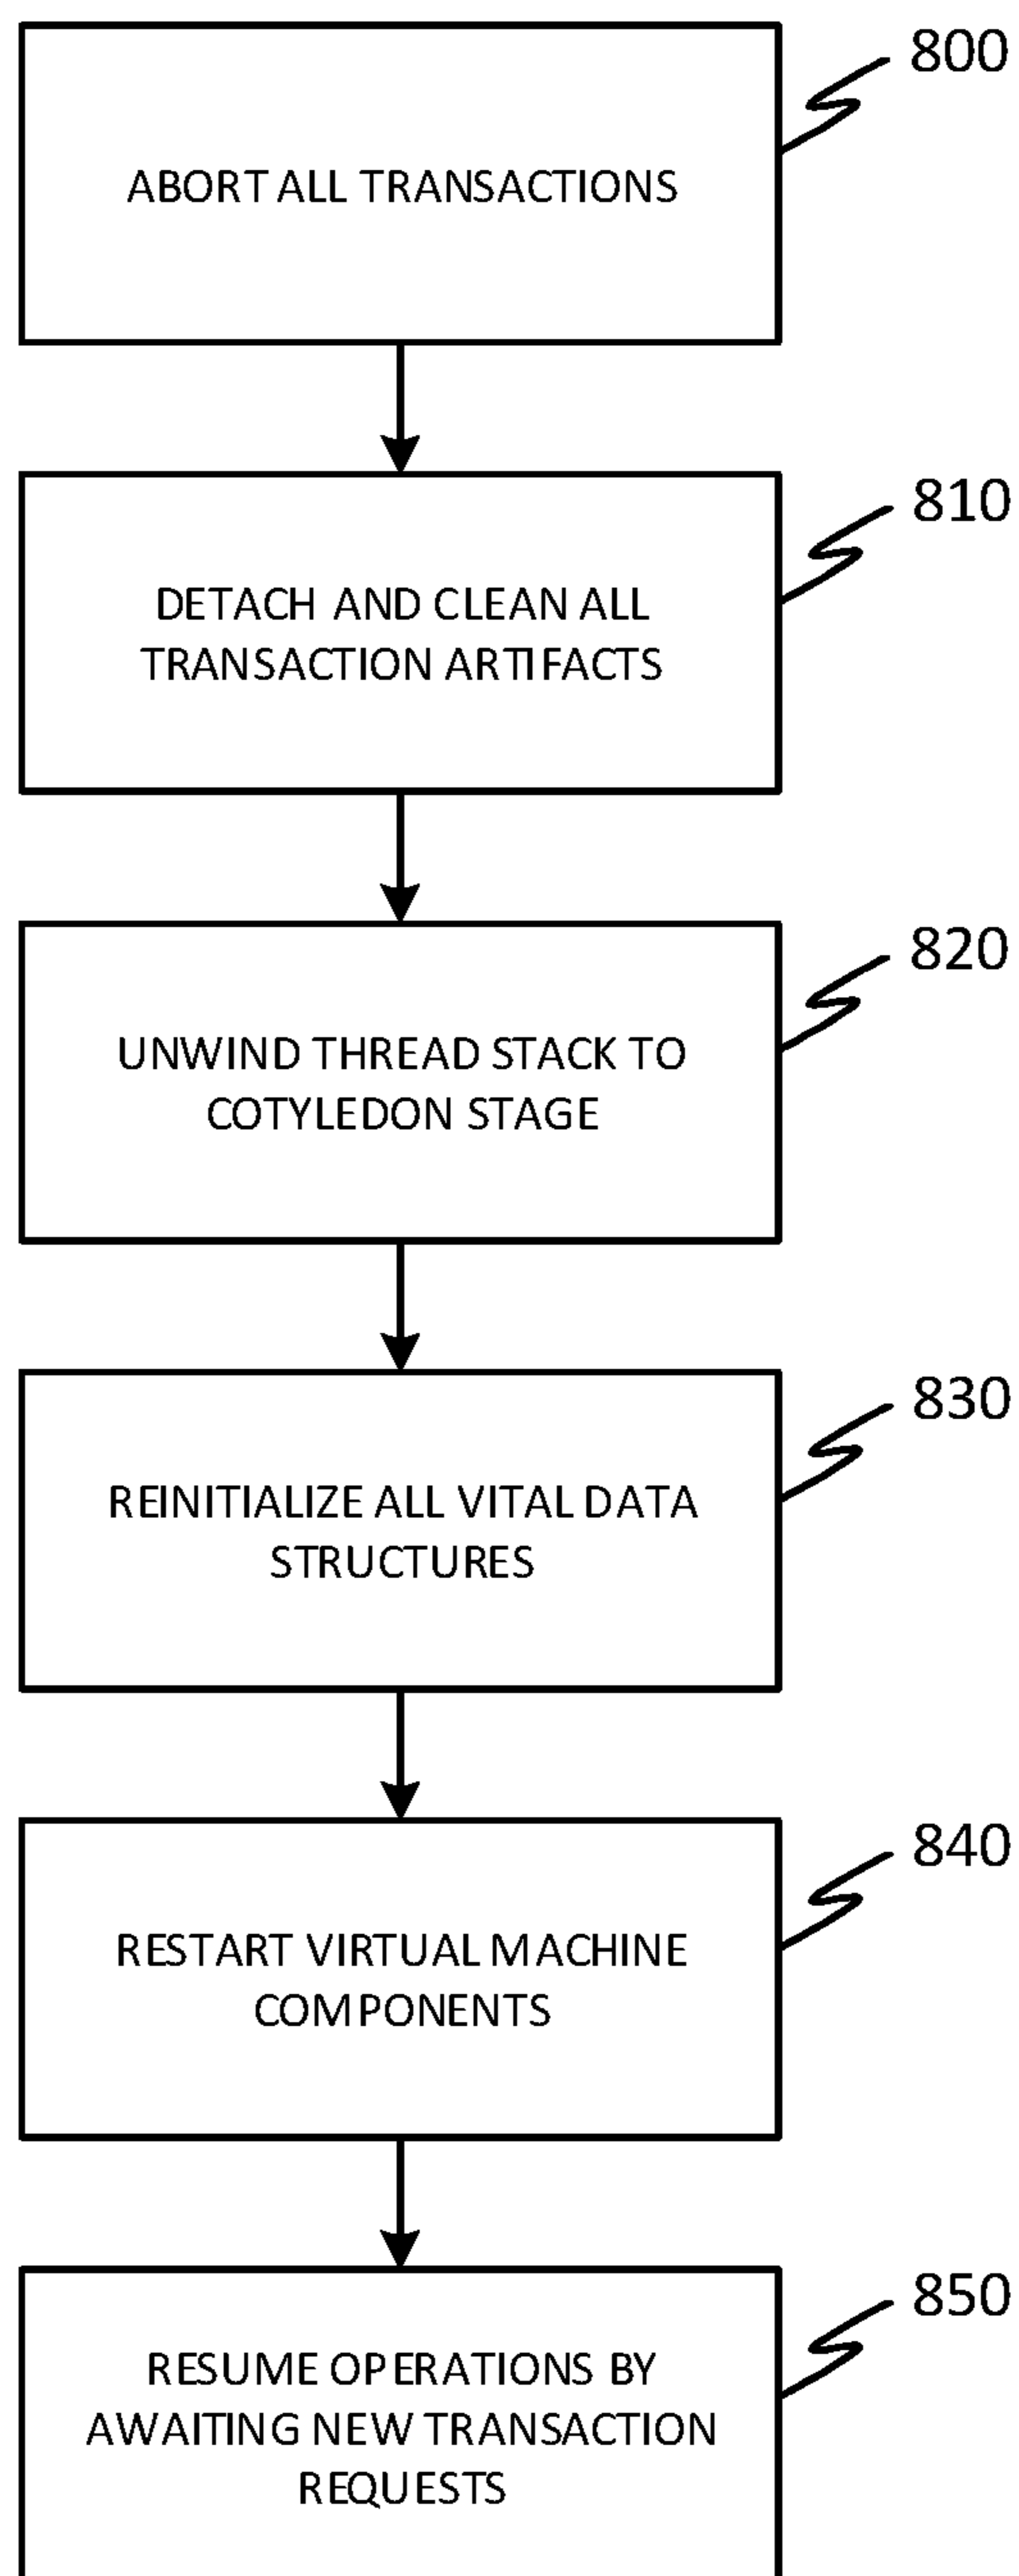 800
ABORT ALL TRANSACTIONS
810
DETACH AND CLEAN ALL
TRANSACTION ARTIFACTS
820
UNWIND THREAD STACK TO
COTYLEDON STAGE
830
REINITIALIZE ALL VITAL DATA
STRUCTURES
840
RESTART VIRTUAL MACHINE
COMPONENTS
850
RESUME OPERATIONS BY
AWAITING NEW TRANSACTION
REQUESTS